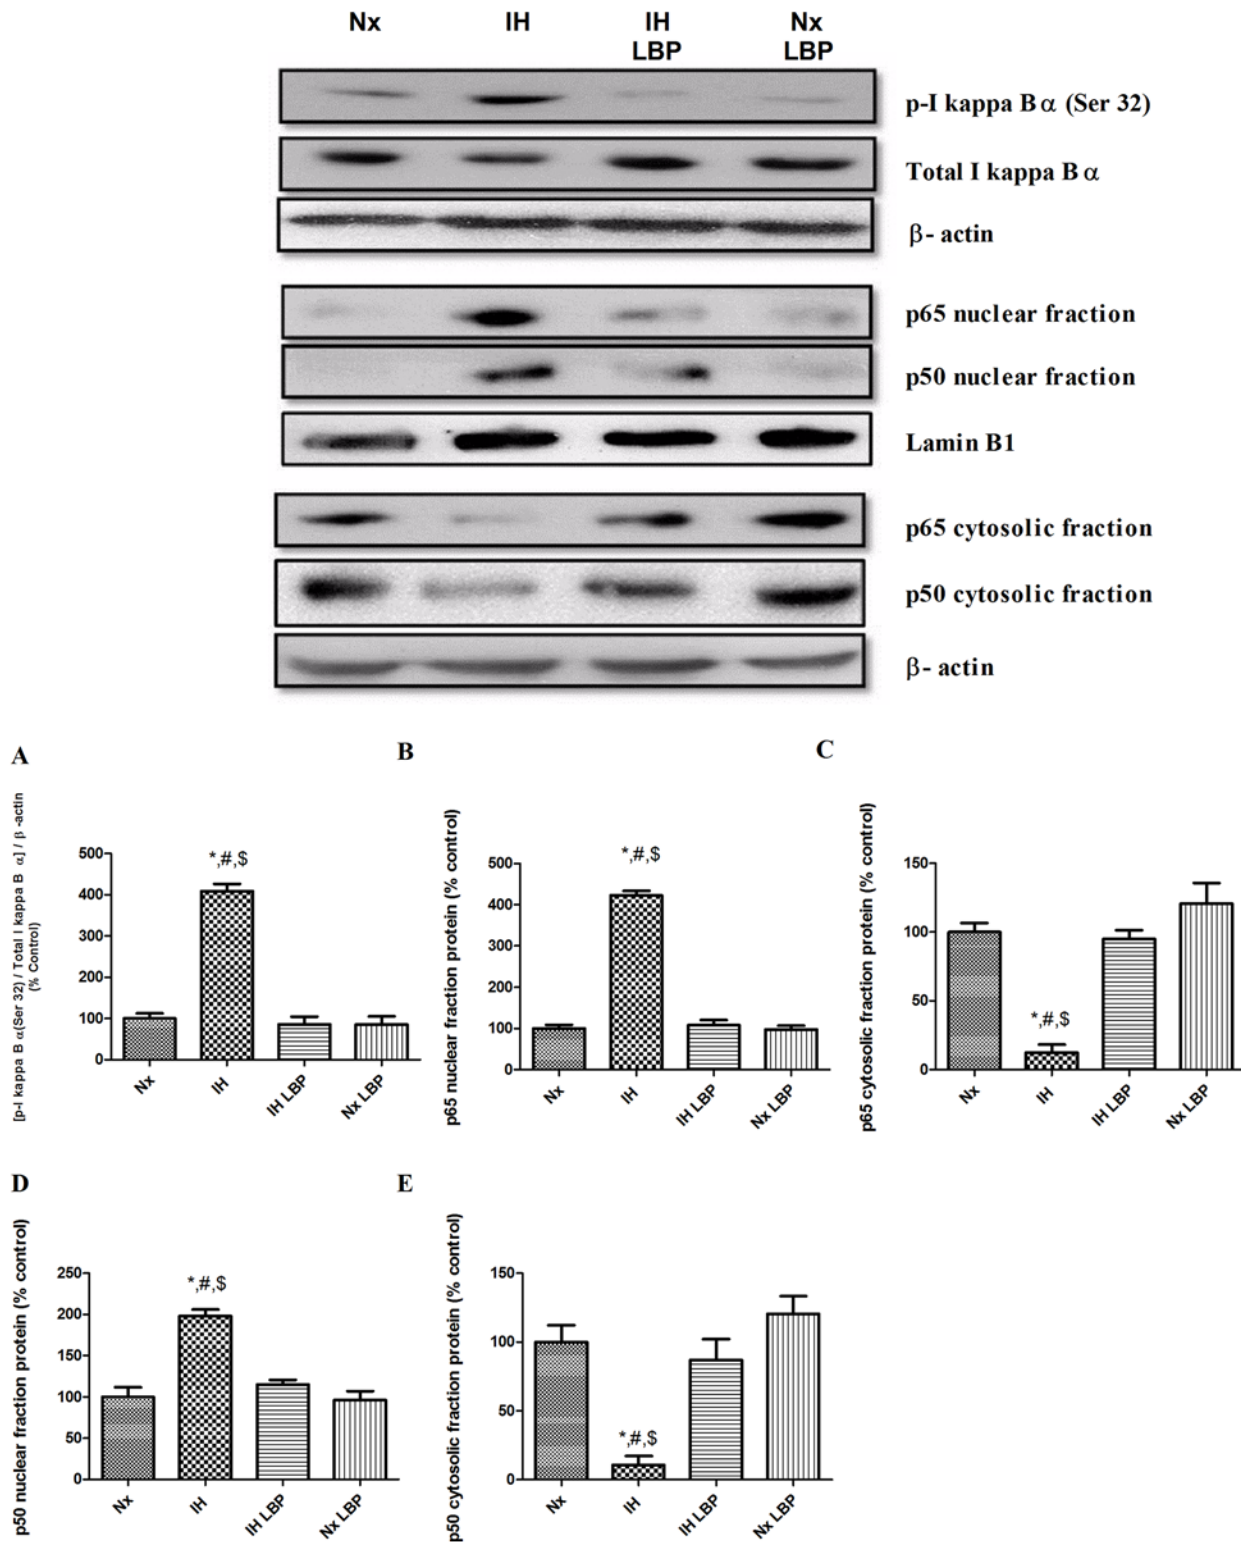 Nx IH IH Nx
LBP LBP
p-I kappa B α (Ser 32)
Total I kappa B α
β- actin
p65 nuclear fraction
p50 nuclear fraction
Lamin B1
p65 cytosolic fraction
p50 cytosolic fraction
β- actin
A
[p-I kappa B α(Ser 32) / Total I kappa B α] / β -actin
(% Control)
500
400
300
200
100
0
*,#,$
Nx
IH
IH LBP
Nx LBP
B
p65 nuclear fraction protein (% control)
500
400
300
200
100
0
*,#,$
Nx
IH
IH LBP
Nx LBP
C
p65 cytosolic fraction protein (% control)
150
100
50
0
*,#,$
Nx
IH
IH LBP
Nx LBP
D
p50 nuclear fraction protein (% control)
250
200
150
100
50
0
*,#,$
Nx
IH
IH LBP
Nx LBP
E
p50 cytosolic fraction protein (% control)
150
100
50
0
*,#,$
Nx
IH
IH LBP
Nx LBP